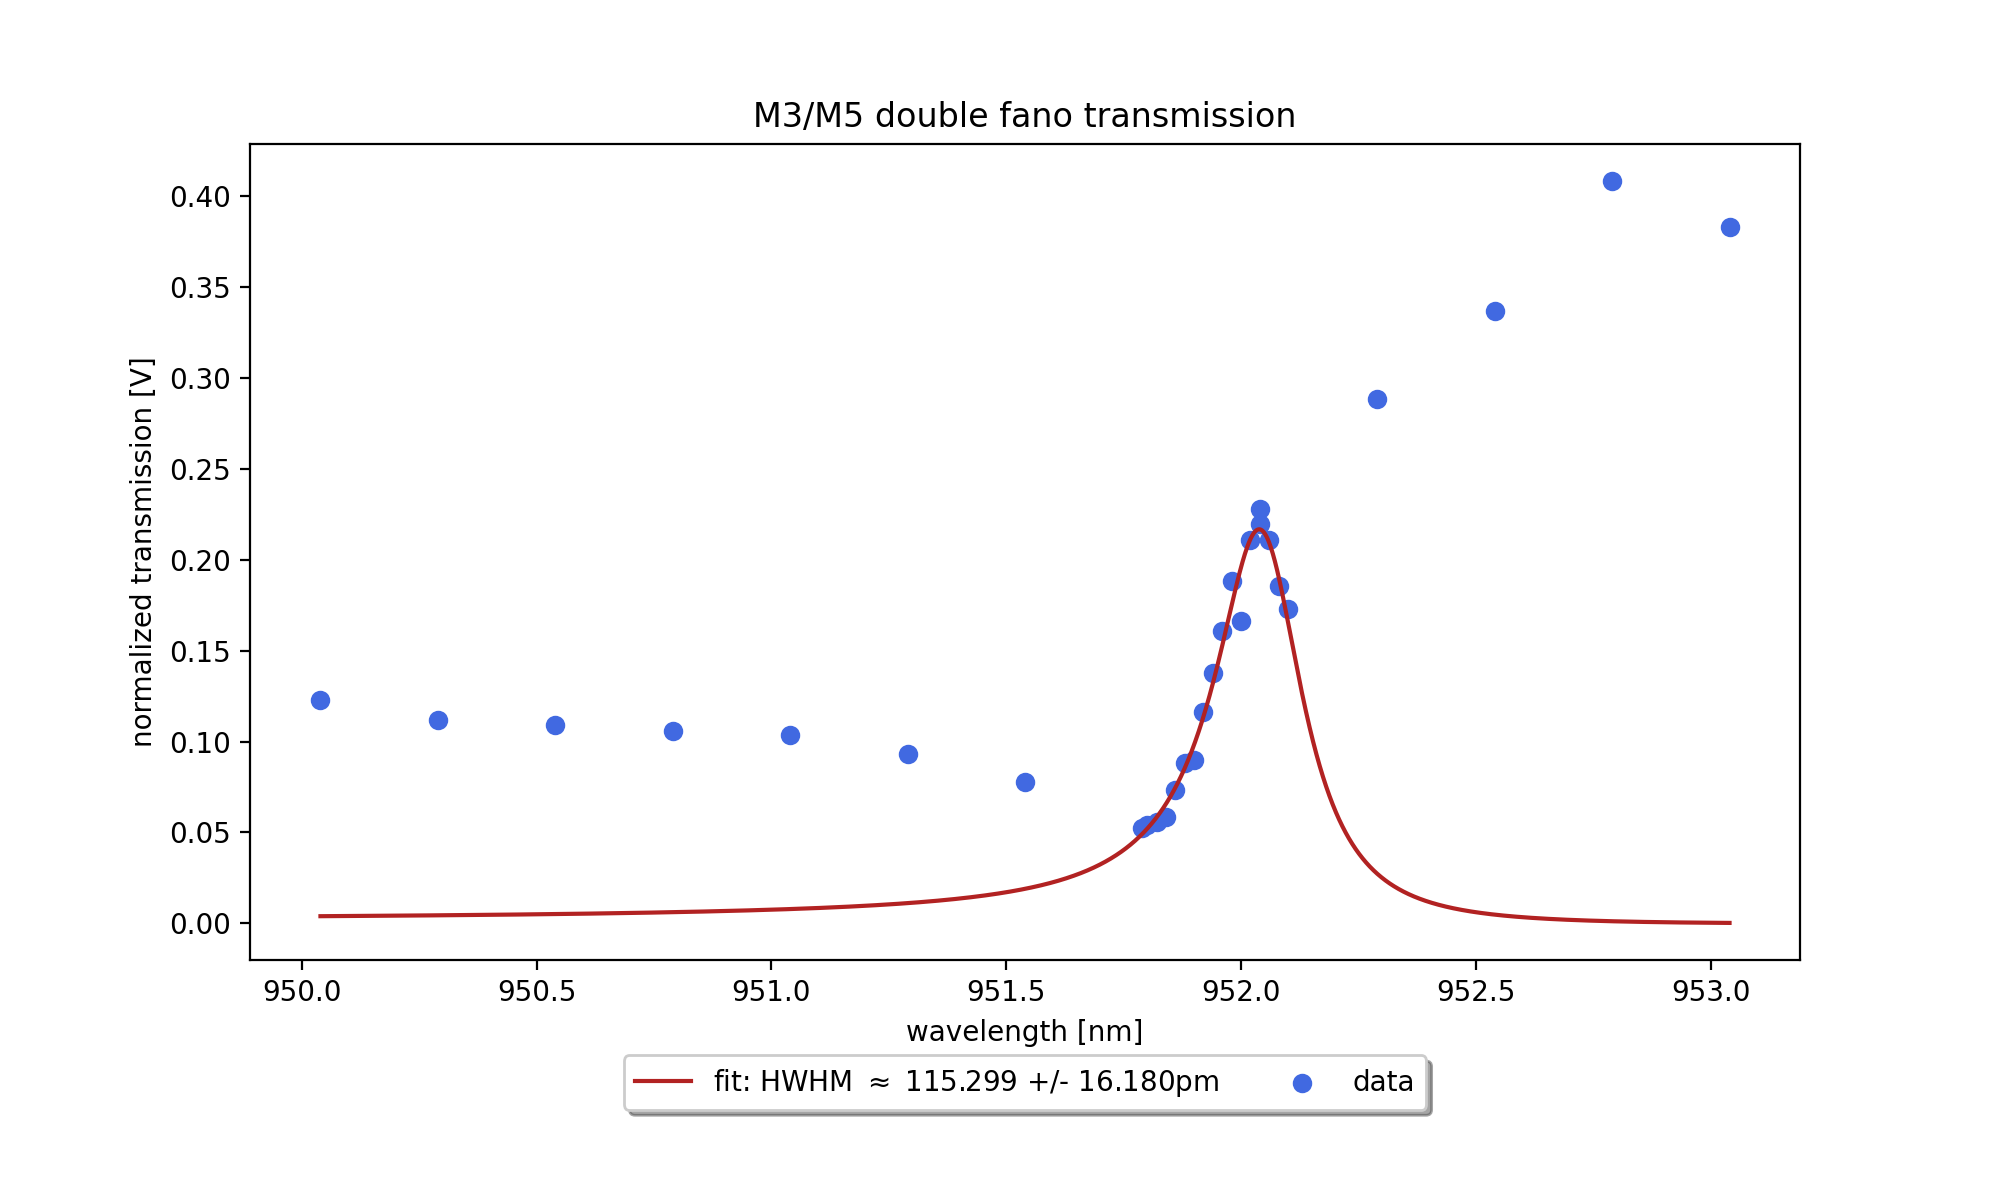 M3/M5 double fano transmission
normalized transmission [V]
0.40
0.35
0.30
0.25
0.20
0.15
0.10
0.05
0.00
950.0 950.5 951.0 951.5 952.0 952.5 953.0
wavelength [nm]
fit: HWHM ≈ 115.299 +/- 16.180pm data